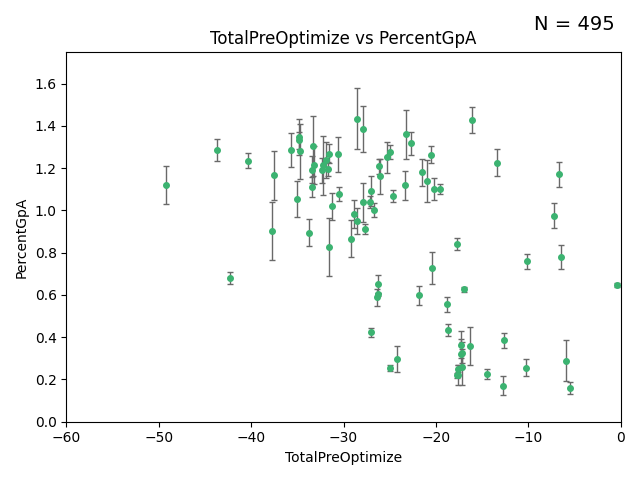 N = 495
TotalPreOptimize vs PercentGpA
PercentGpA
1.6
1.4
1.2
1.0
0.8
0.6
0.4
0.2
0.0
−60 −50 −40 −30 −20 −10 0
TotalPreOptimize